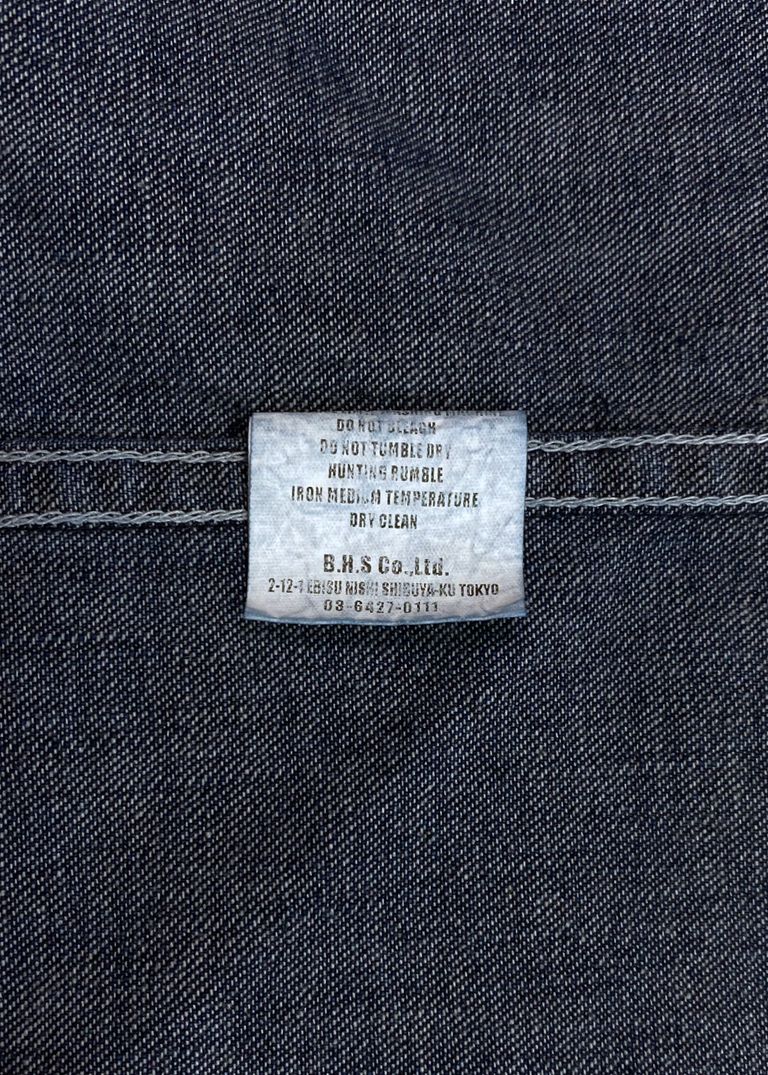 DO NOT BLEACH
DO NOT TUMBLE DRY
HUNTING RUMBLE
IRON MEDIUM TEMPERATURE
DRY CLEAN
B.H.S Co.,Ltd.
2-12-1 EBISU NISHI SHIBUYA-KU TOKYO
03-6427-0111